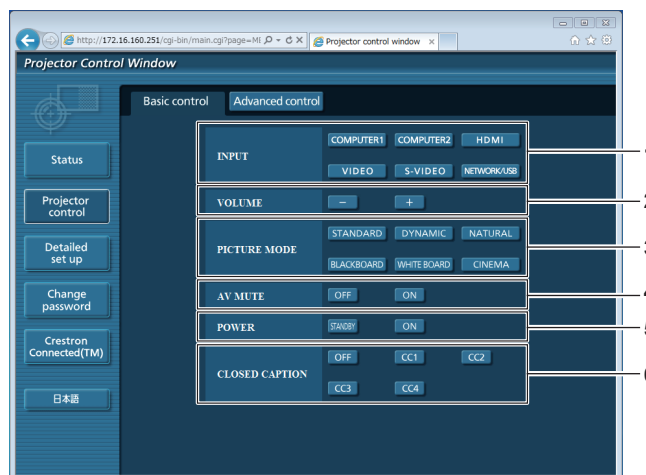 http://172.16.160.251/cgi-bin/main.cgi?page=MI
Projector control window
Projector Control Window
Basic control
Advanced control
Status
Projector
control
Detailed
set up
Change
password
Crestron
Connected(TM)
日本語
INPUT
COMPUTER1 COMPUTER2 HDMI
VIDEO S-VIDEO NETWORK/USB
VOLUME
- +
PICTURE MODE
STANDARD DYNAMIC NATURAL
BLACKBOARD WHITE BOARD CINEMA
AV MUTE
OFF ON
POWER
STANDBY ON
CLOSED CAPTION
OFF CC1 CC2
CC3 CC4
2
3